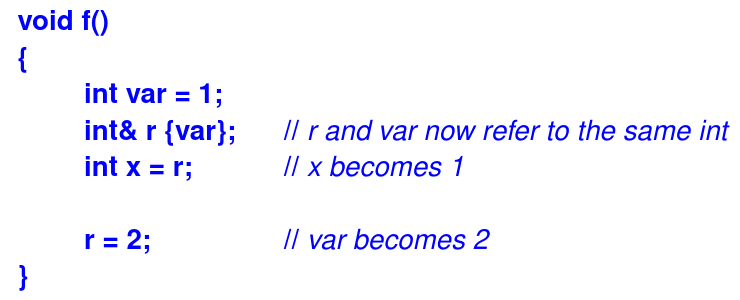 void f()
{
int var = 1;
int& r {var}; // r and var now refer to the same int
int x = r; // x becomes 1
r = 2; // var becomes 2
}